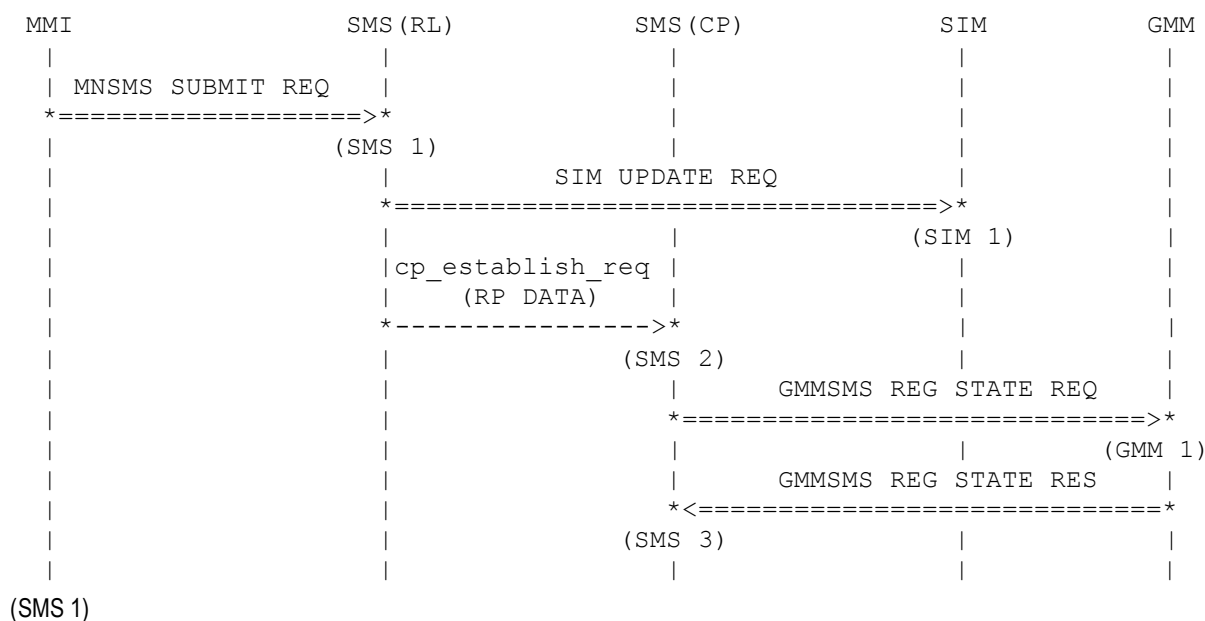 MMI SMS(RL) SMS(CP) SIM GMM
MNSMS SUBMIT REQ
(SMS 1)
SIM UPDATE REQ
(SIM 1)
cp_establish_req
(RP DATA)
(SMS 2)
GMMSMS REG STATE REQ
(GMM 1)
GMMSMS REG STATE RES
(SMS 3)
(SMS 1)